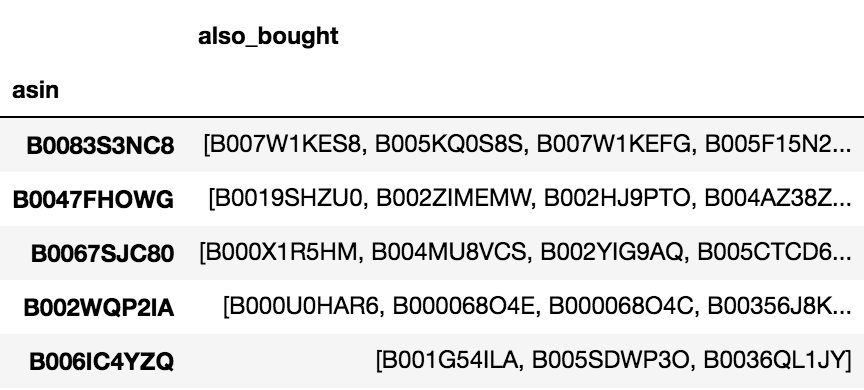 also_bought
asin
B0083S3NC8 [B007W1KES8, B005KQ0S8S, B007W1KEFG, B005F15N2...
B0047FHOWG [B0019SHZU0, B002ZIMEMW, B002HJ9PTO, B004AZ38Z...
B0067SJC80 [B000X1R5HM, B004MU8VCS, B002YIG9AQ, B005CTCD6...
B002WQP2IA [B000U0HAR6, B000068O4E, B000068O4C, B00356J8K...
B006IC4YZQ [B001G54ILA, B005SDWP3O, B0036QL1JY]